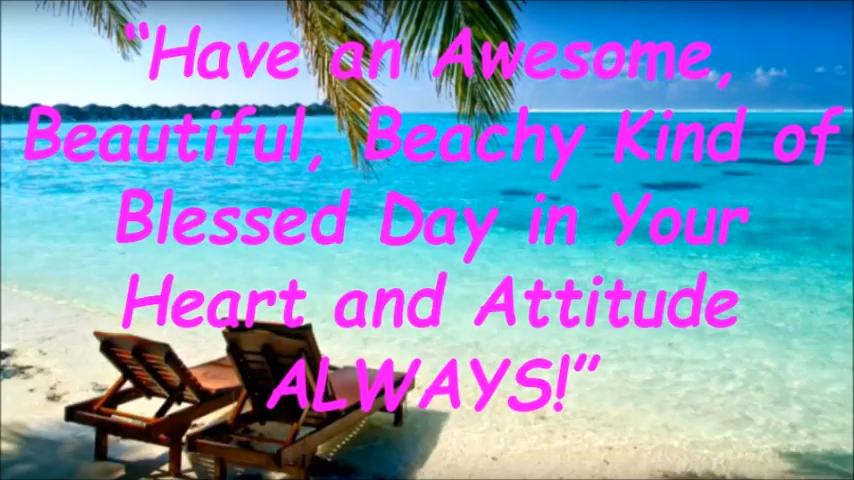 “Have an Awesome,
Beautiful, Beachy Kind of
Blessed Day in Your
Heart and Attitude
ALWAYS!”